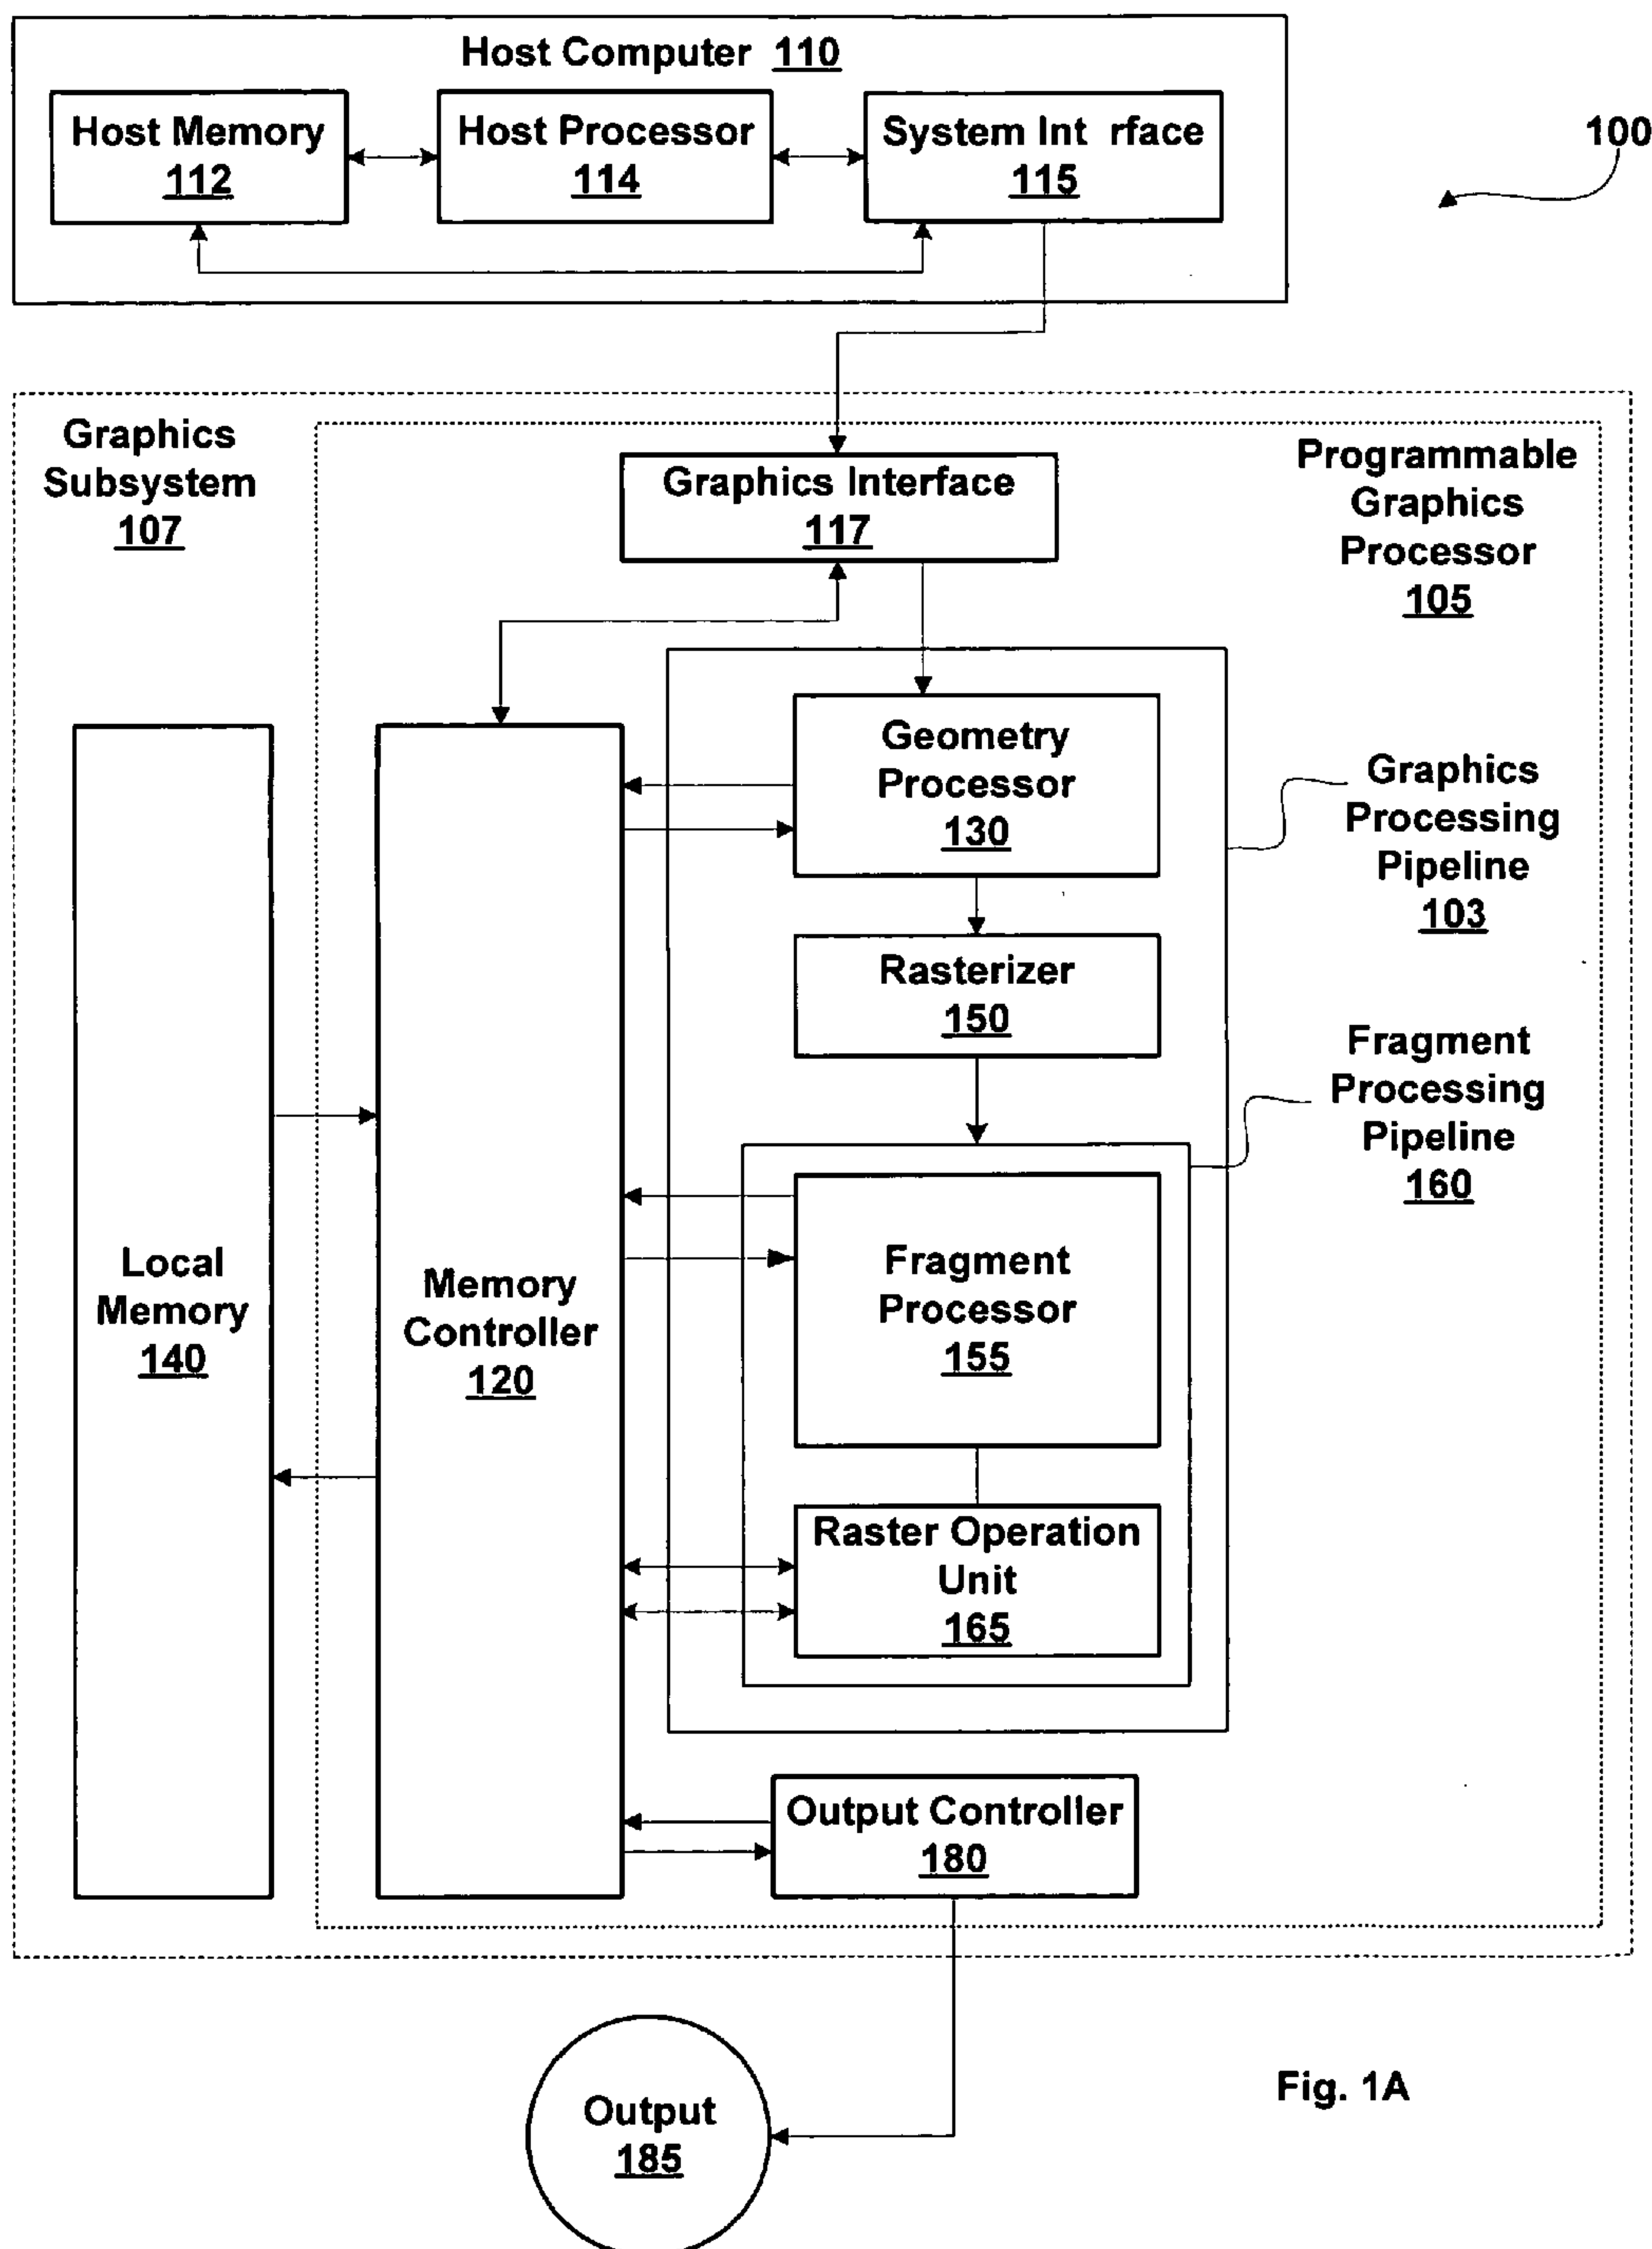 Host Computer 110
Host Memory
112
Host Processor
114
System Int rface
115
100
Graphics
Subsystem
107
Graphics Interface
117
Programmable
Graphics
Processor
105
Geometry
Processor
130
Graphics
Processing
Pipeline
103
Rasterizer
150
Fragment
Processing
Pipeline
160
Local
Memory
140
Memory
Controller
120
Fragment
Processor
155
Raster Operation
Unit
165
Output Controller
180
Output
185
Fig. 1A